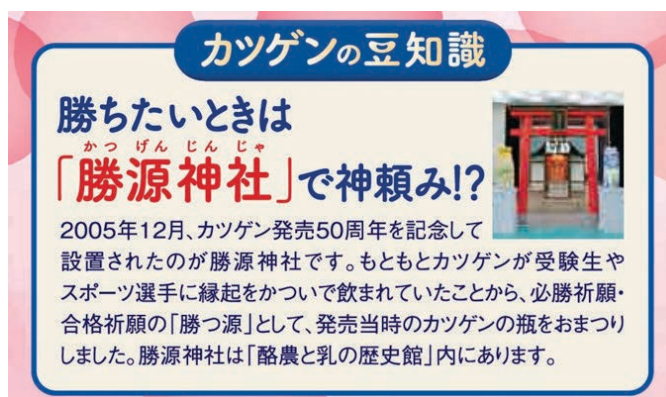 カツゲンの豆知識
勝ちたいときは
かつ げん じん じゃ
「勝源神社」で神頼み!?
2005年12月、カツゲン発売50周年を記念して
設置されたのが勝源神社です。もともとカツゲンが受験生や
スポーツ選手に縁起をかついで飲まれていたことから、必勝祈願・
合格祈願の「勝つ源」として、発売当時のカツゲンの瓶をおまつり
しました。勝源神社は「酪農と乳の歴史館」内にあります。